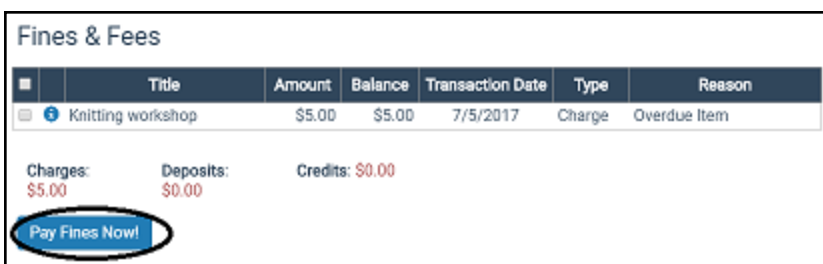 Fines & Fees
Title Amount Balance Transaction Date Type Reason
Knitting workshop $5.00 $5.00 7/5/2017 Charge Overdue Item
Charges: Deposits: Credits: $0.00
$5.00 $0.00
Pay Fines Now!